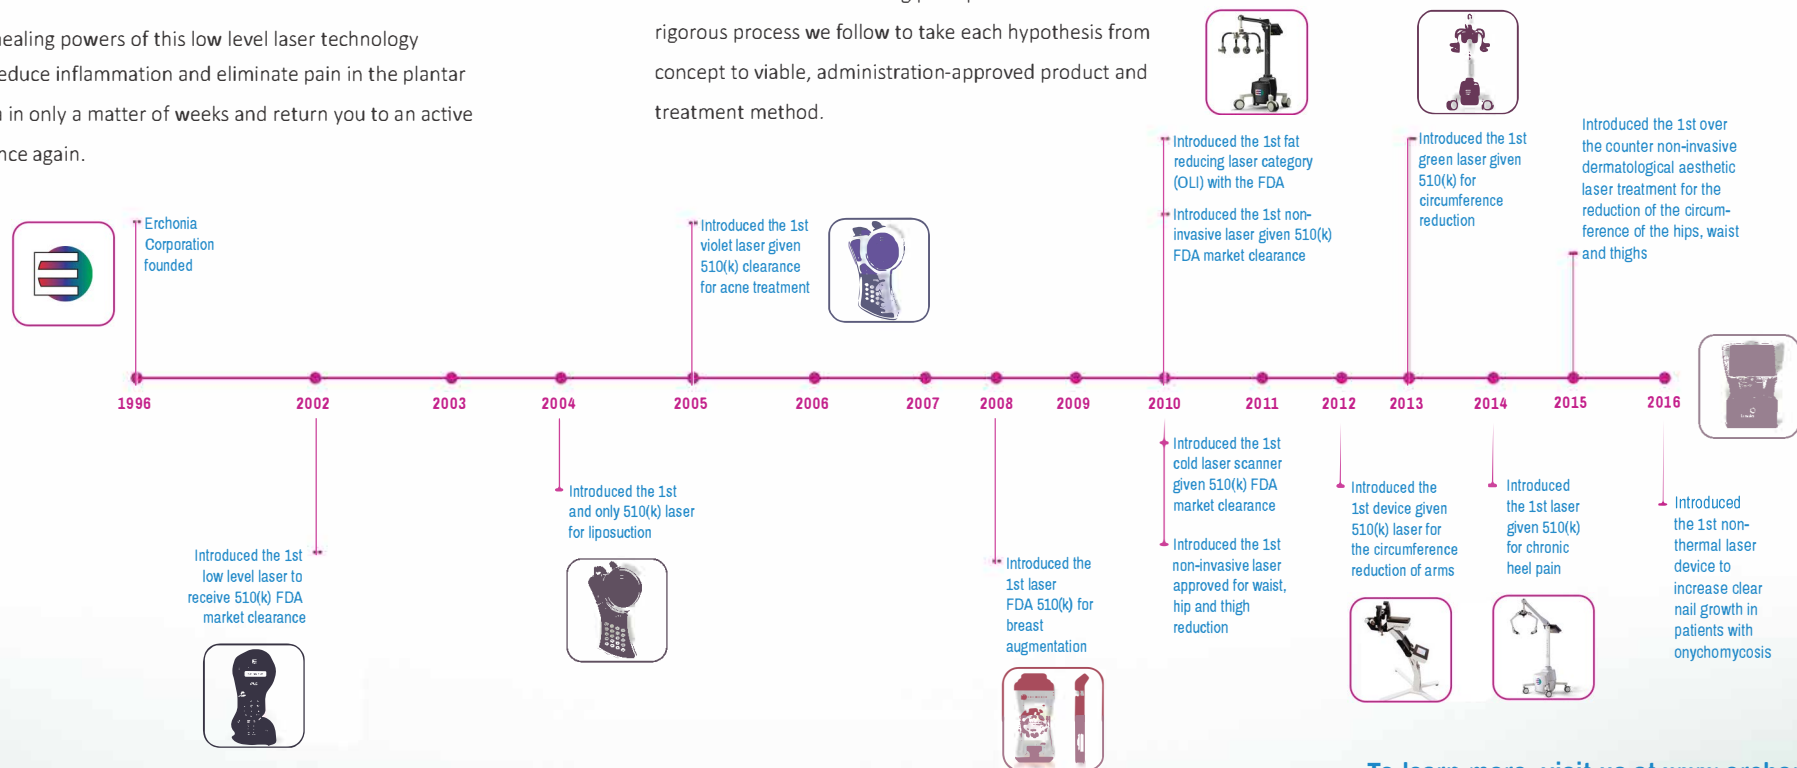 healing powers of this low level laser technology
reduce inflammation and eliminate pain in the plantar
in only a matter of weeks and return you to an active
once again.
rigorous process we follow to take each hypothesis from
concept to viable, administration-approved product and
treatment method.
Erchonia
Corporation
founded
Introduced the 1st
violet laser given
510(k) clearance
for acne treatment
Introduced the 1st fat
reducing laser category
(OLI) with the FDA
Introduced the 1st non-
invasive laser given 510(k)
FDA market clearance
Introduced the 1st
green laser given
510(k) for
circumference
reduction
Introduced the 1st over
the counter non-invasive
dermatological aesthetic
laser treatment for the
reduction of the circum-
ference of the hips, waist
and thighs
1996 2002 2003 2004 2005 2006 2007 2008 2009 2010 2011 2012 2013 2014 2015 2016
Introduced the 1st
low level laser to
receive 510(k) FDA
market clearance
Introduced the 1st
and only 510(k) laser
for liposuction
Introduced the
1st laser
FDA 510(k) for
breast
augmentation
Introduced the 1st
cold laser scanner
given 510(k) FDA
market clearance
Introduced the 1st
non-invasive laser
approved for waist,
hip and thigh
reduction
Introduced the
1st device given
510(k) laser for
the circumference
reduction of arms
Introduced
the 1st laser
given 510(k)
for chronic
heel pain
Introduced
the 1st non-
thermal laser
device to
increase clear
nail growth in
patients with
onychomycosis
To learn more, visit us at